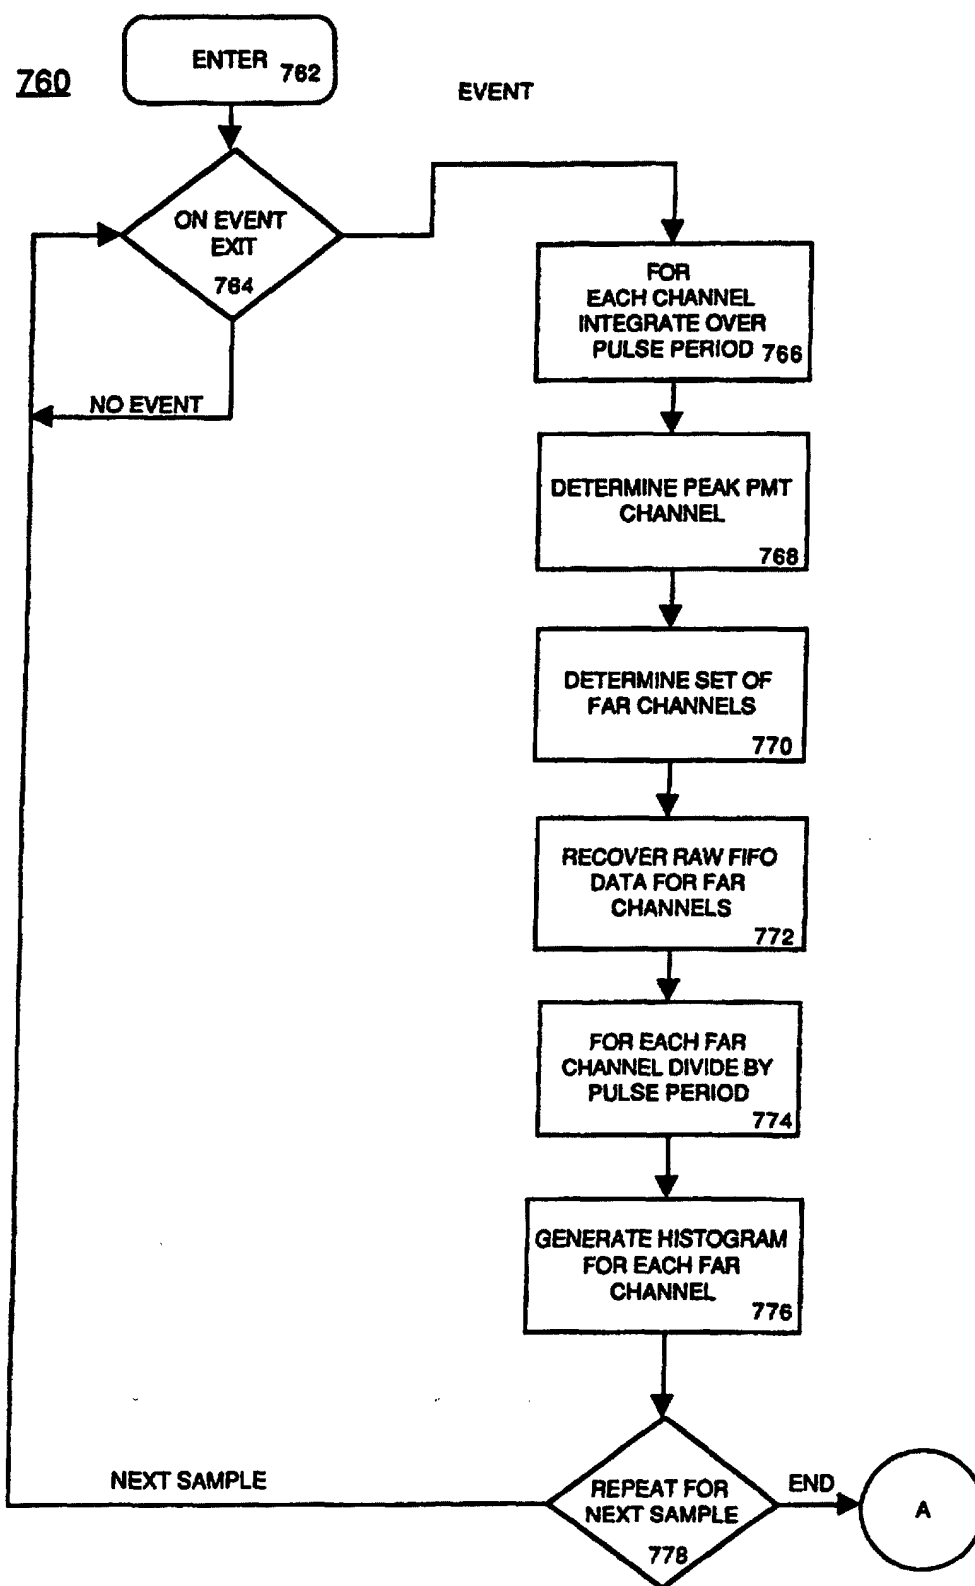 760
ENTER 762
EVENT
ON EVENT
EXIT
764
NO EVENT
FOR
EACH CHANNEL
INTEGRATE OVER
PULSE PERIOD 766
DETERMINE PEAK PMT
CHANNEL
768
DETERMINE SET OF
FAR CHANNELS
770
RECOVER RAW FIFO
DATA FOR FAR
CHANNELS
772
FOR EACH FAR
CHANNEL DIVIDE BY
PULSE PERIOD
774
GENERATE HISTOGRAM
FOR EACH FAR
CHANNEL
776
NEXT SAMPLE
REPEAT FOR
NEXT SAMPLE
778
END
A